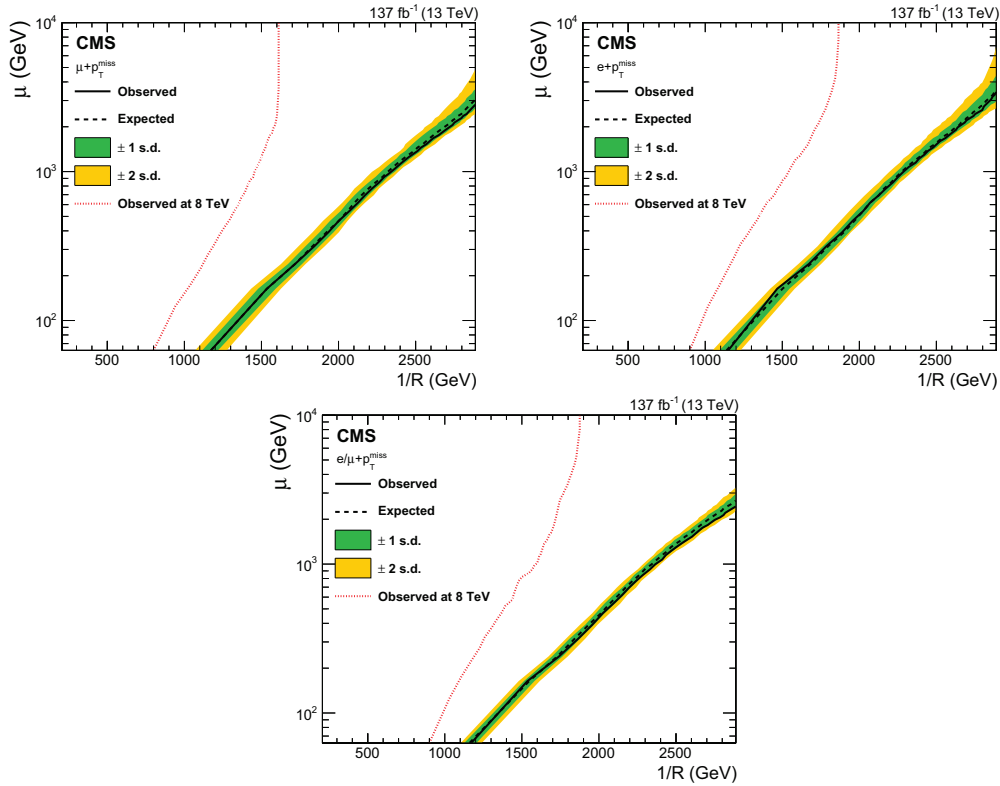 137 fb⁻¹ (13 TeV)
μ (GeV)
10⁴
10³
10²
CMS
μ+p_T^miss
Observed
Expected
± 1 s.d.
± 2 s.d.
Observed at 8 TeV
500 1000 1500 2000 2500
1/R (GeV)
137 fb⁻¹ (13 TeV)
μ (GeV)
10⁴
10³
10²
CMS
e+p_T^miss
Observed
Expected
± 1 s.d.
± 2 s.d.
Observed at 8 TeV
500 1000 1500 2000 2500
1/R (GeV)
137 fb⁻¹ (13 TeV)
μ (GeV)
10⁴
10³
10²
CMS
e/μ+p_T^miss
Observed
Expected
± 1 s.d.
± 2 s.d.
Observed at 8 TeV
500 1000 1500 2000 2500
1/R (GeV)